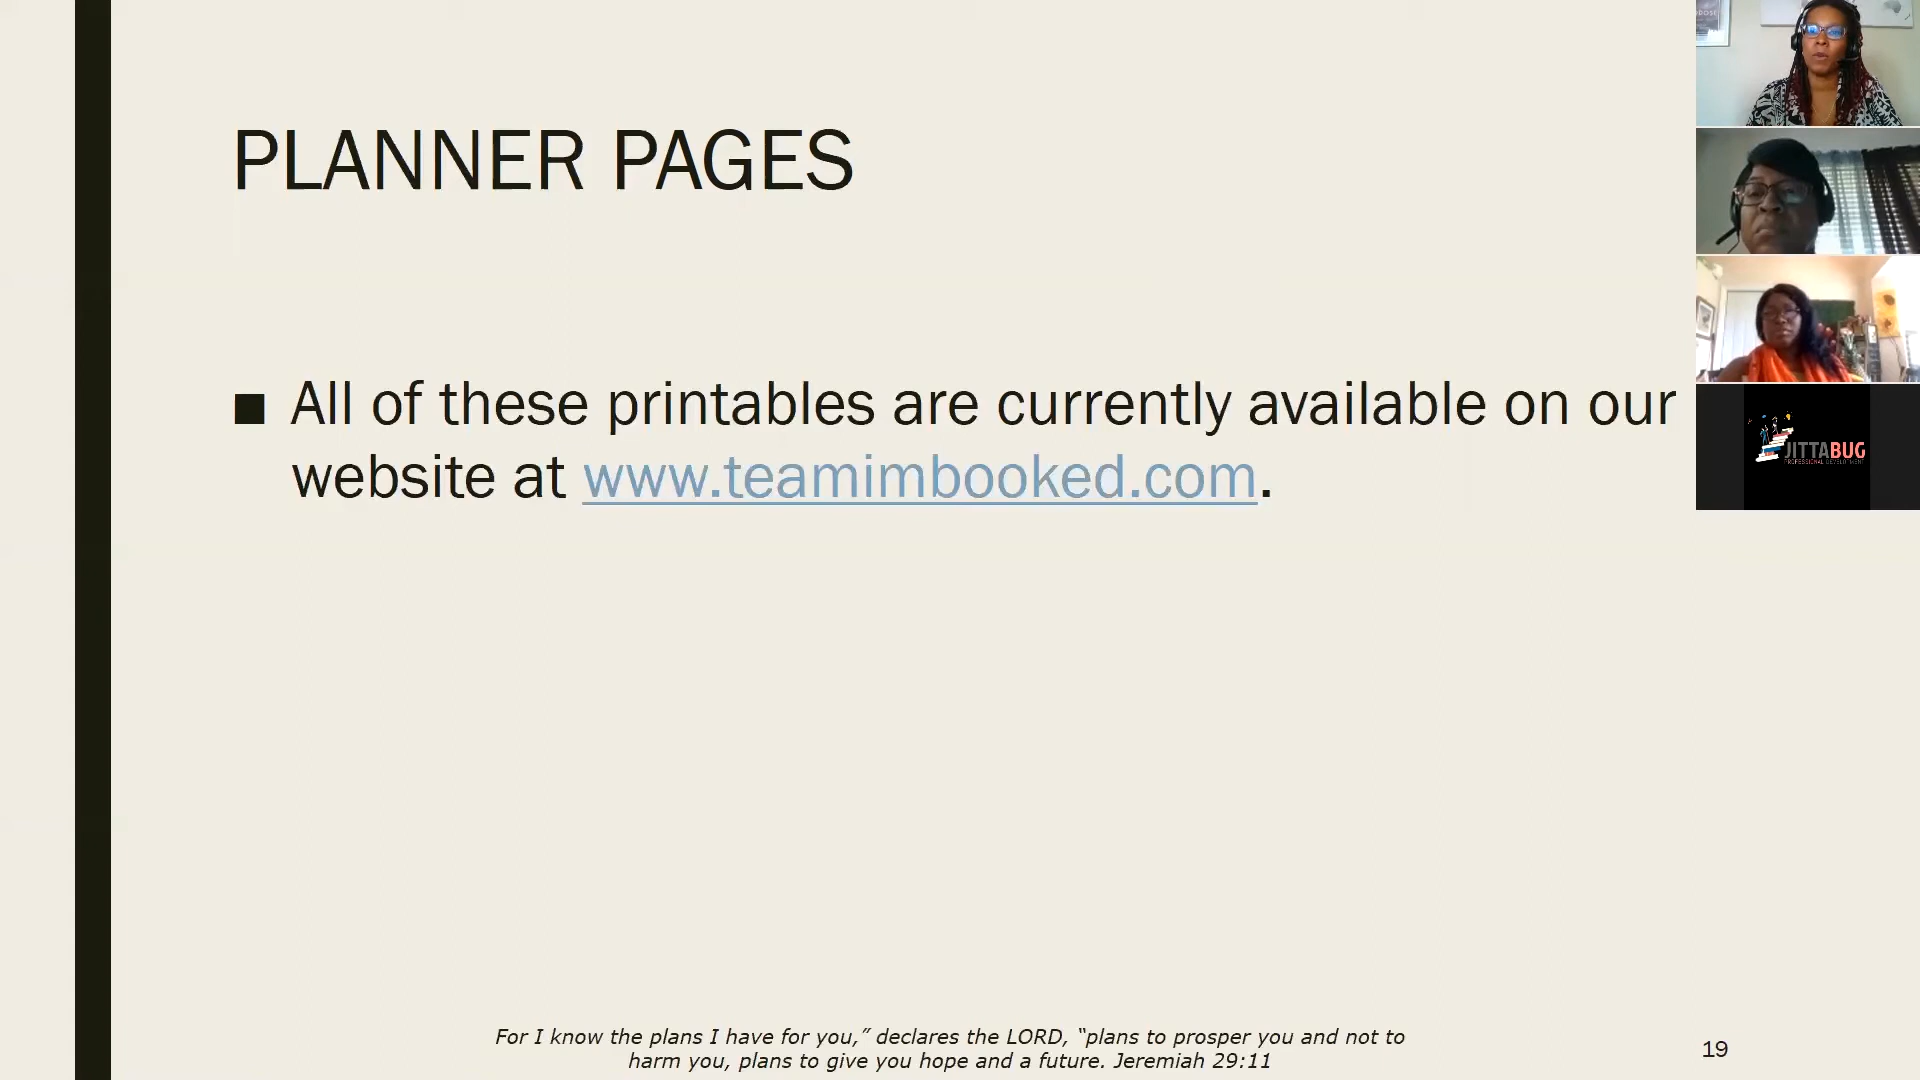 PLANNER PAGES
■ All of these printables are currently available on our
website at www.teamimbooked.com.
For I know the plans I have for you,” declares the LORD, “plans to prosper you and not to
harm you, plans to give you hope and a future. Jeremiah 29:11
19
JITTABUG
PROFESSIONAL DEVELOPMENT